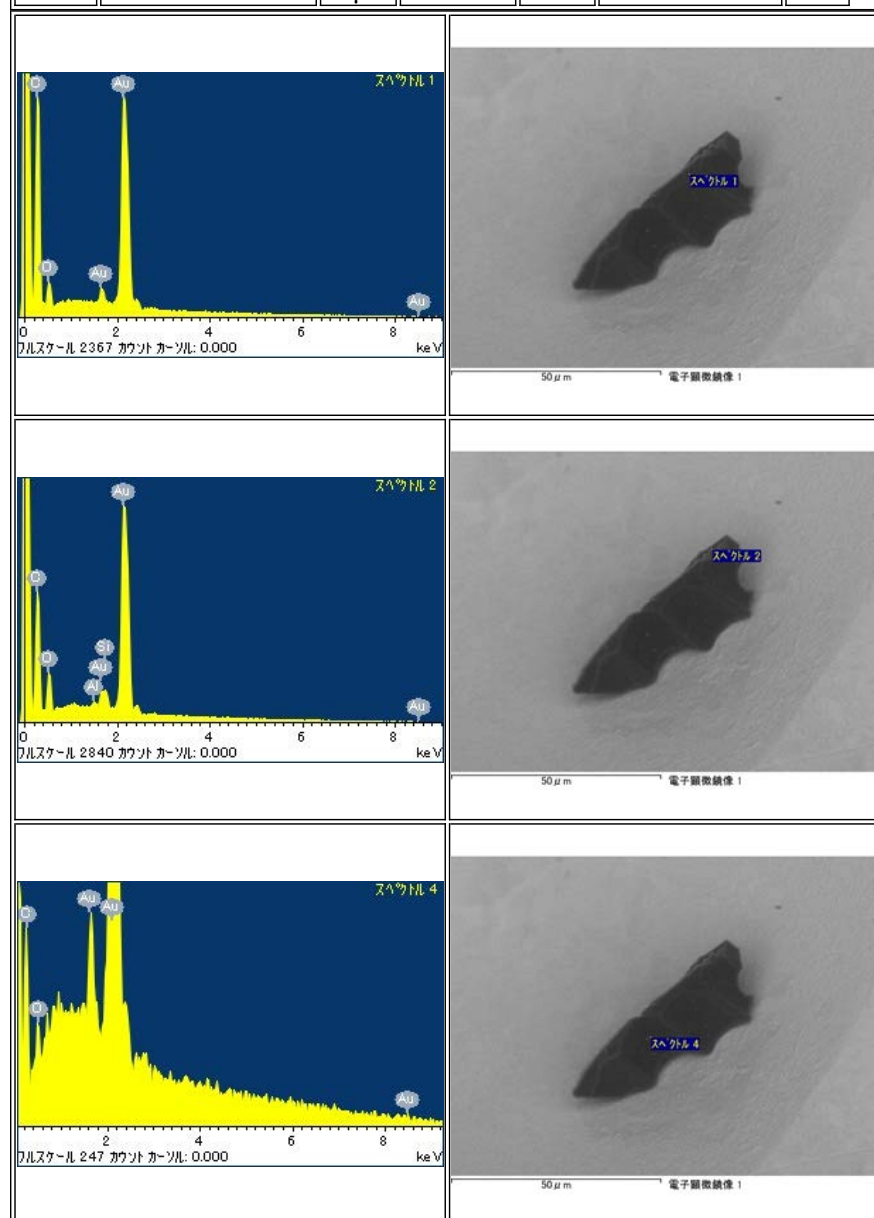 スペクトル 1
C
Au
O
Au
Au
0 2 4 6 8
フルスケール 2367 カウント カーソル: 0.000 keV
スペクトル 1
50μm 電子顕微鏡像 1
スペクトル 2
Au
C
O
Si
Au
Al
Au
0 2 4 6 8
フルスケール 2840 カウント カーソル: 0.000 keV
スペクトル 2
50μm 電子顕微鏡像 1
スペクトル 4
C
Au
Au
O
Au
2 4 6 8
フルスケール 247 カウント カーソル: 0.000 keV
スペクトル 4
50μm 電子顕微鏡像 1